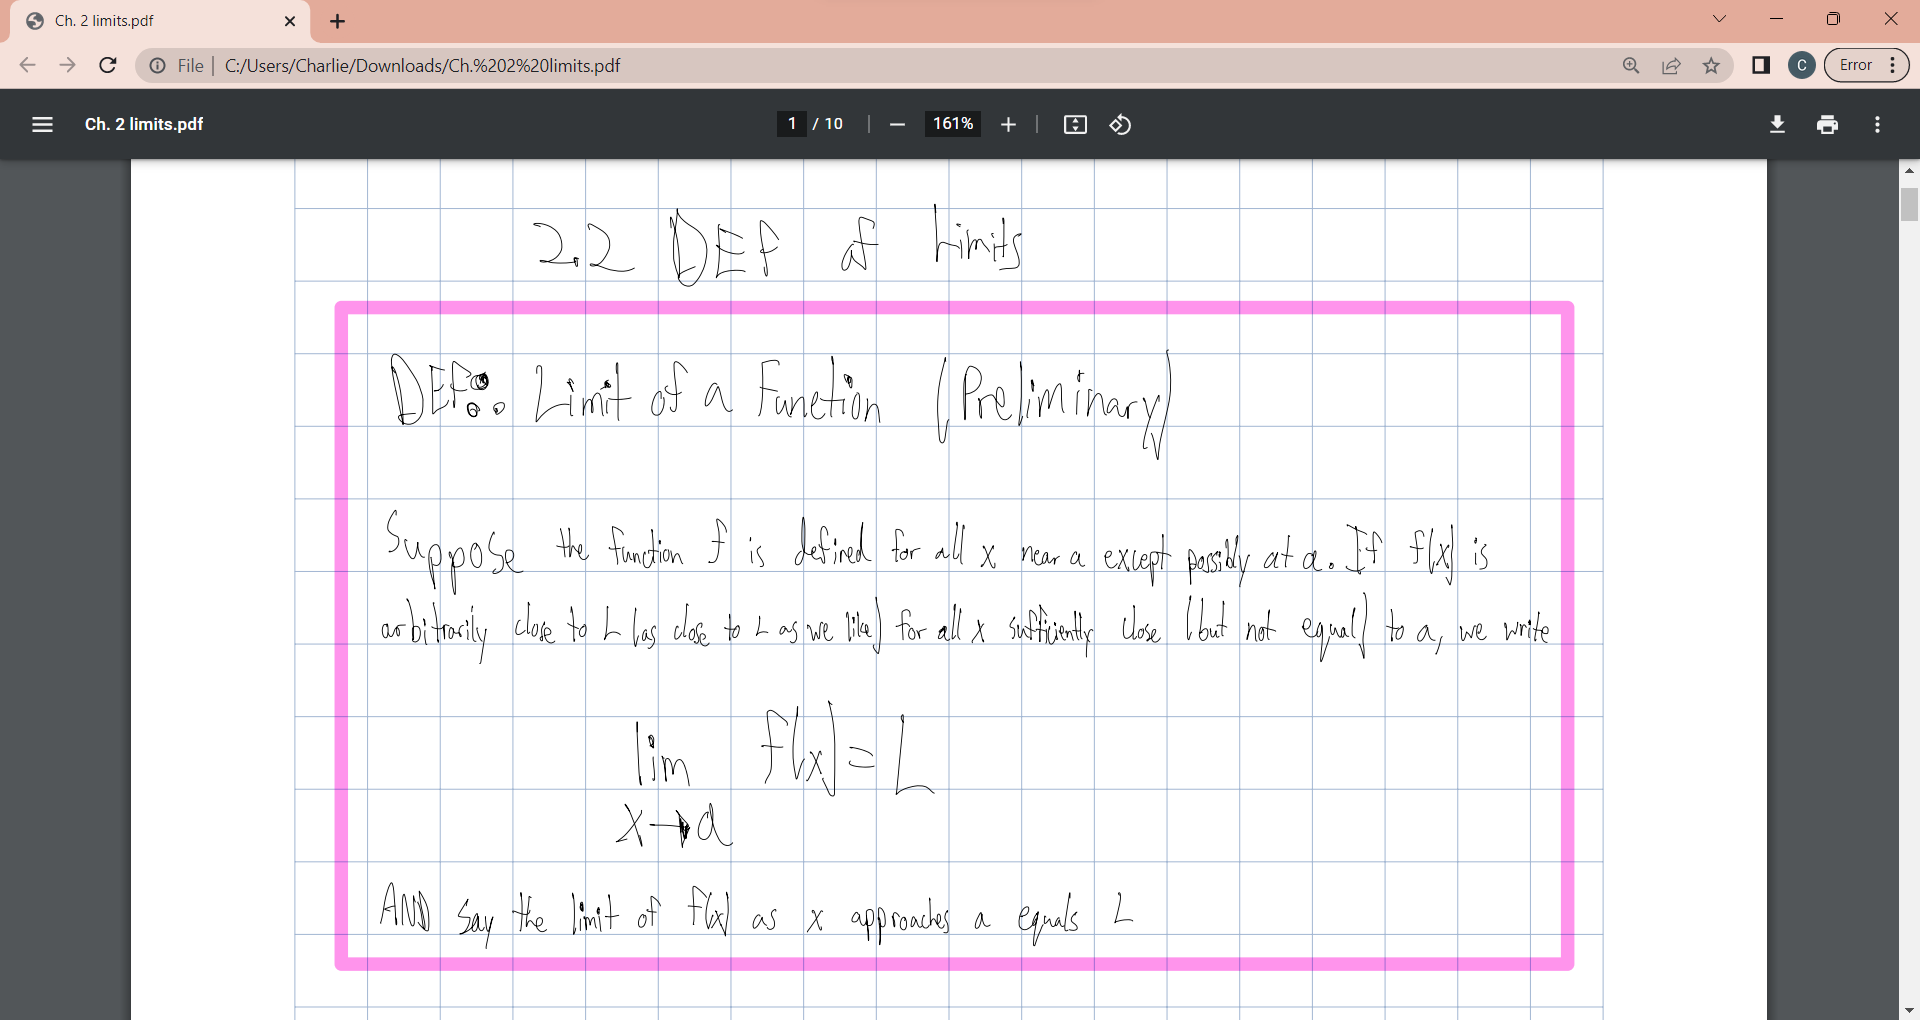 Ch. 2 limits.pdf
File | C:/Users/Charlie/Downloads/Ch.%202%20limits.pdf
C
Error
Ch. 2 limits.pdf
1 / 10
161%
2.2 DEf of Limits
DEf: Limit of a Function (Preliminary)
Suppose the function f is defined for all x near a except possibly at a. If f(x) is
arbitrarily close to L (as close to L as we like) for all x sufficiently close (but not equal) to a, we write
lim f(x) = L
x→a
AND say the limit of f(x) as x approaches a equals L